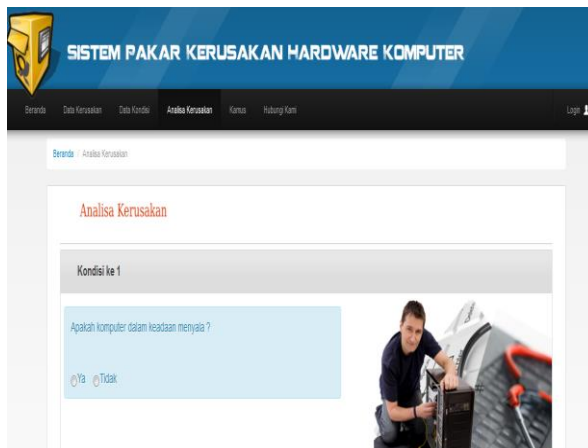 SISTEM PAKAR KERUSAKAN HARDWARE KOMPUTER
Beranda Data Kerusakan Data Kondisi Analisa Kerusakan Kamus Hubungi Kami Login
Beranda / Analisa Kerusakan
Analisa Kerusakan
Kondisi ke 1
Apakah komputer dalam keadaan menyala ?
Ya Tidak